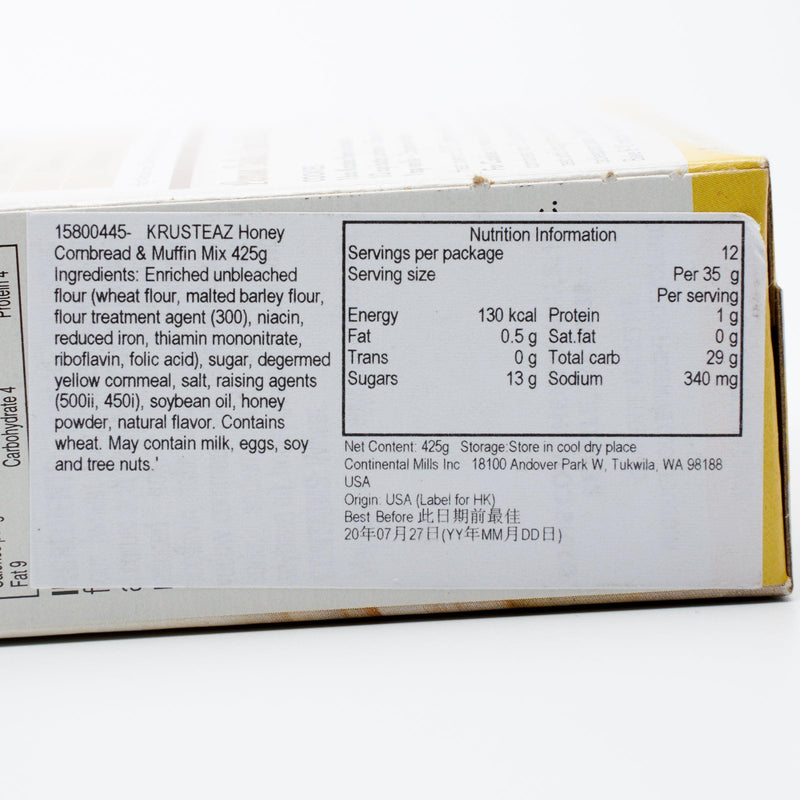 15800445- KRUSTEAZ Honey
Cornbread & Muffin Mix 425g
Ingredients: Enriched unbleached
flour (wheat flour, malted barley flour,
flour treatment agent (300), niacin,
reduced iron, thiamin mononitrate,
riboflavin, folic acid), sugar, degermed
yellow cornmeal, salt, raising agents
(500ii, 450i), soybean oil, honey
powder, natural flavor. Contains
wheat. May contain milk, eggs, soy
and tree nuts.'
Nutrition Information
Servings per package 12
Serving size Per 35 g
Per serving
Energy 130 kcal Protein 1 g
Fat 0.5 g Sat.fat 0 g
Trans 0 g Total carb 29 g
Sugars 13 g Sodium 340 mg
Net Content: 425g Storage:Store in cool dry place
Continental Mills Inc 18100 Andover Park W, Tukwila, WA 98188
USA
Origin: USA (Label for HK)
Best Before 此日期前最佳
20年07月27日(YY年MM月DD日)
Protein 4
Carbohydrate 4
Fat 9